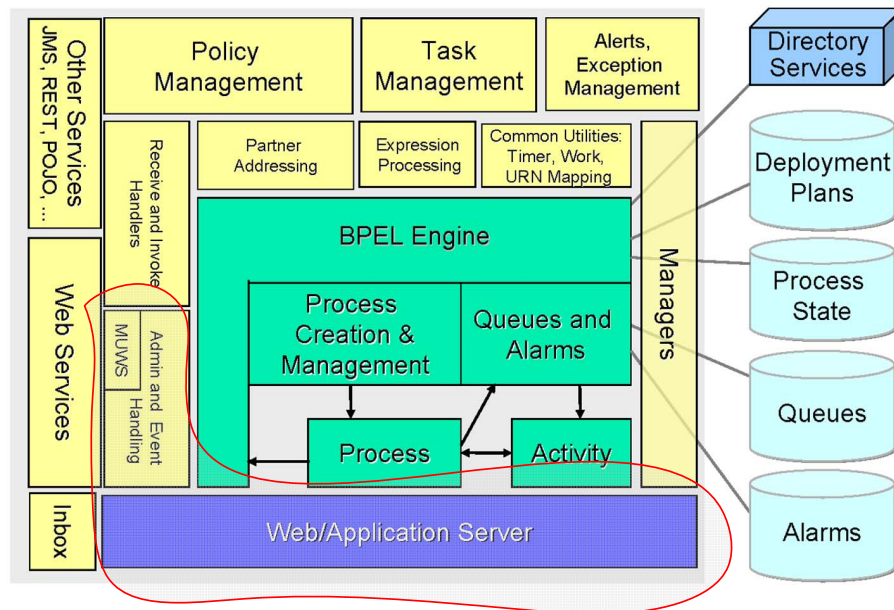 Other Services
JMS, REST, POJO, ...
Policy
Management
Task
Management
Alerts,
Exception
Management
Directory
Services
Receive and Invoke
Handlers
Partner
Addressing
Expression
Processing
Common Utilities:
Timer, Work,
URN Mapping
Deployment
Plans
BPEL Engine
Managers
Web Services
Process
Creation &
Management
Queues and
Alarms
Process
State
MUWS
Admin and Event
Handling
Queues
Process
Activity
Inbox
Web/Application Server
Alarms